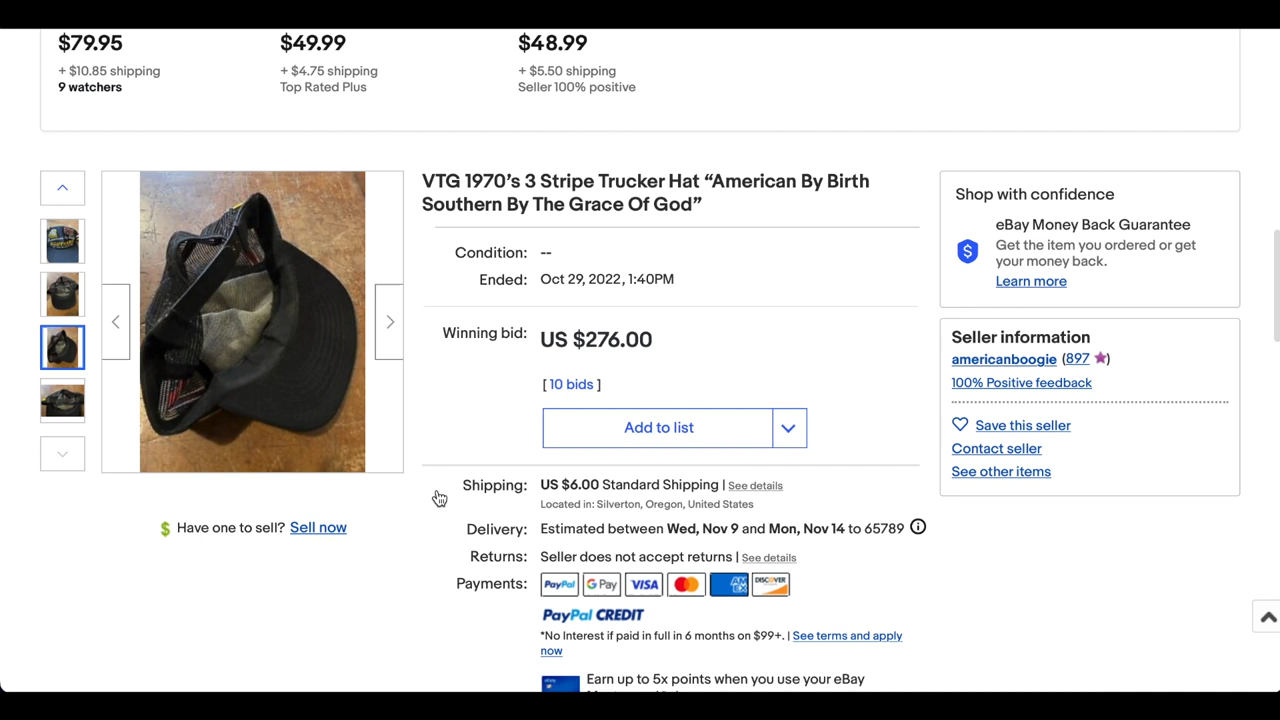 $79.95
+ $10.85 shipping
9 watchers
$49.99
+ $4.75 shipping
Top Rated Plus
$48.99
+ $5.50 shipping
Seller 100% positive
VTG 1970's 3 Stripe Trucker Hat “American By Birth
Southern By The Grace Of God”
Condition: --
Ended: Oct 29, 2022, 1:40PM
Winning bid: US $276.00
[ 10 bids ]
Add to list
Shipping: US $6.00 Standard Shipping | See details
Located in: Silverton, Oregon, United States
Delivery: Estimated between Wed, Nov 9 and Mon, Nov 14 to 65789
Returns: Seller does not accept returns | See details
Payments: PayPal G Pay VISA AM EX DISCOVER
PayPal CREDIT
*No Interest if paid in full in 6 months on $99+. | See terms and apply
now
Earn up to 5x points when you use your eBay
Have one to sell? Sell now
Shop with confidence
eBay Money Back Guarantee
Get the item you ordered or get
your money back.
Learn more
Seller information
americanboogie (897)
100% Positive feedback
Save this seller
Contact seller
See other items